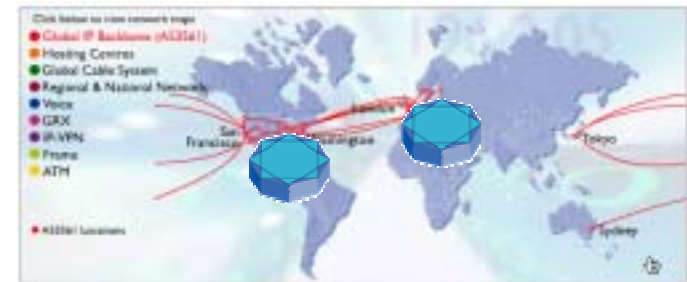 Click below to view network maps
Global IP Backbone (AS3561)
Hosting Centres
Global Cable System
Regional & National Network
Voice
GRX
IP-VPN
Frame
ATM
San
Francisco
Washington
Tokyo
AS3561 Locations
Sydney